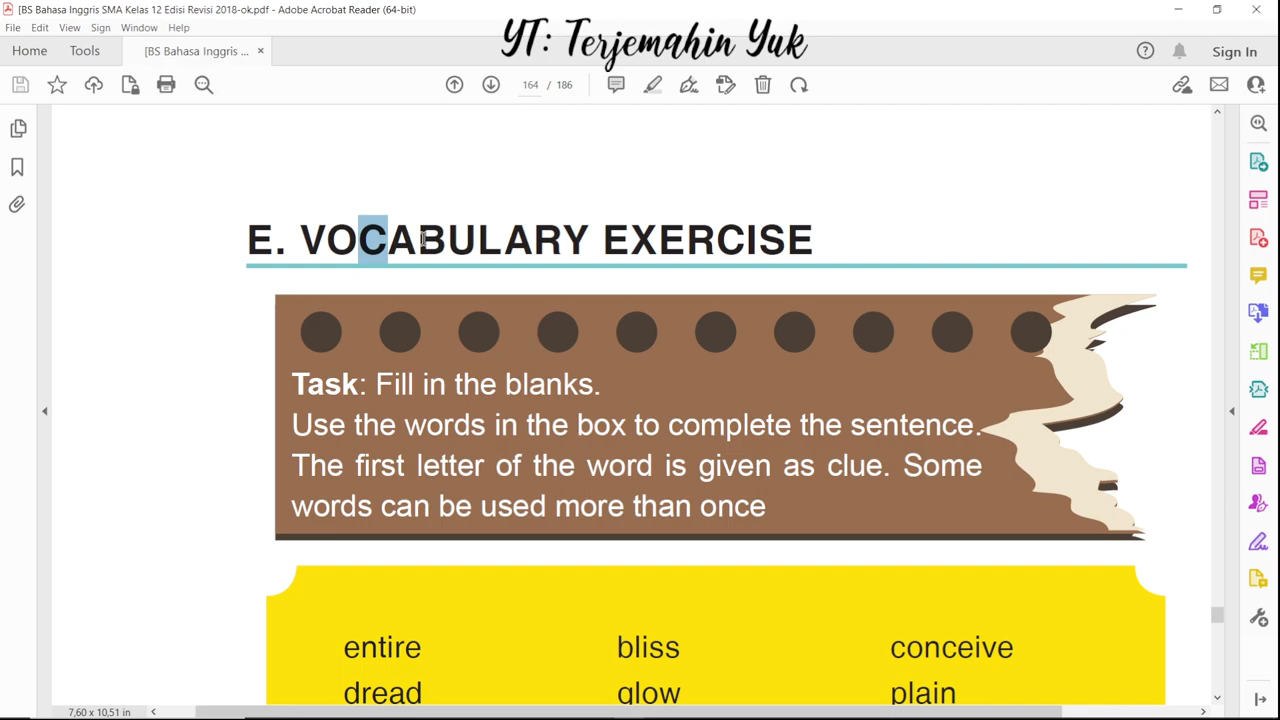 [BS Bahasa Inggris SMA Kelas 12 Edisi Revisi 2018-ok.pdf - Adobe Acrobat Reader (64-bit)
File Edit View Sign Window Help
YT: Terjemahin Yuk
Home Tools [BS Bahasa Inggris ... × Sign In
164 / 186
E. VOCABULARY EXERCISE
Task: Fill in the blanks.
Use the words in the box to complete the sentence.
The first letter of the word is given as clue. Some
words can be used more than once
entire bliss conceive
dread glow plain
7,60 x 10,51 in